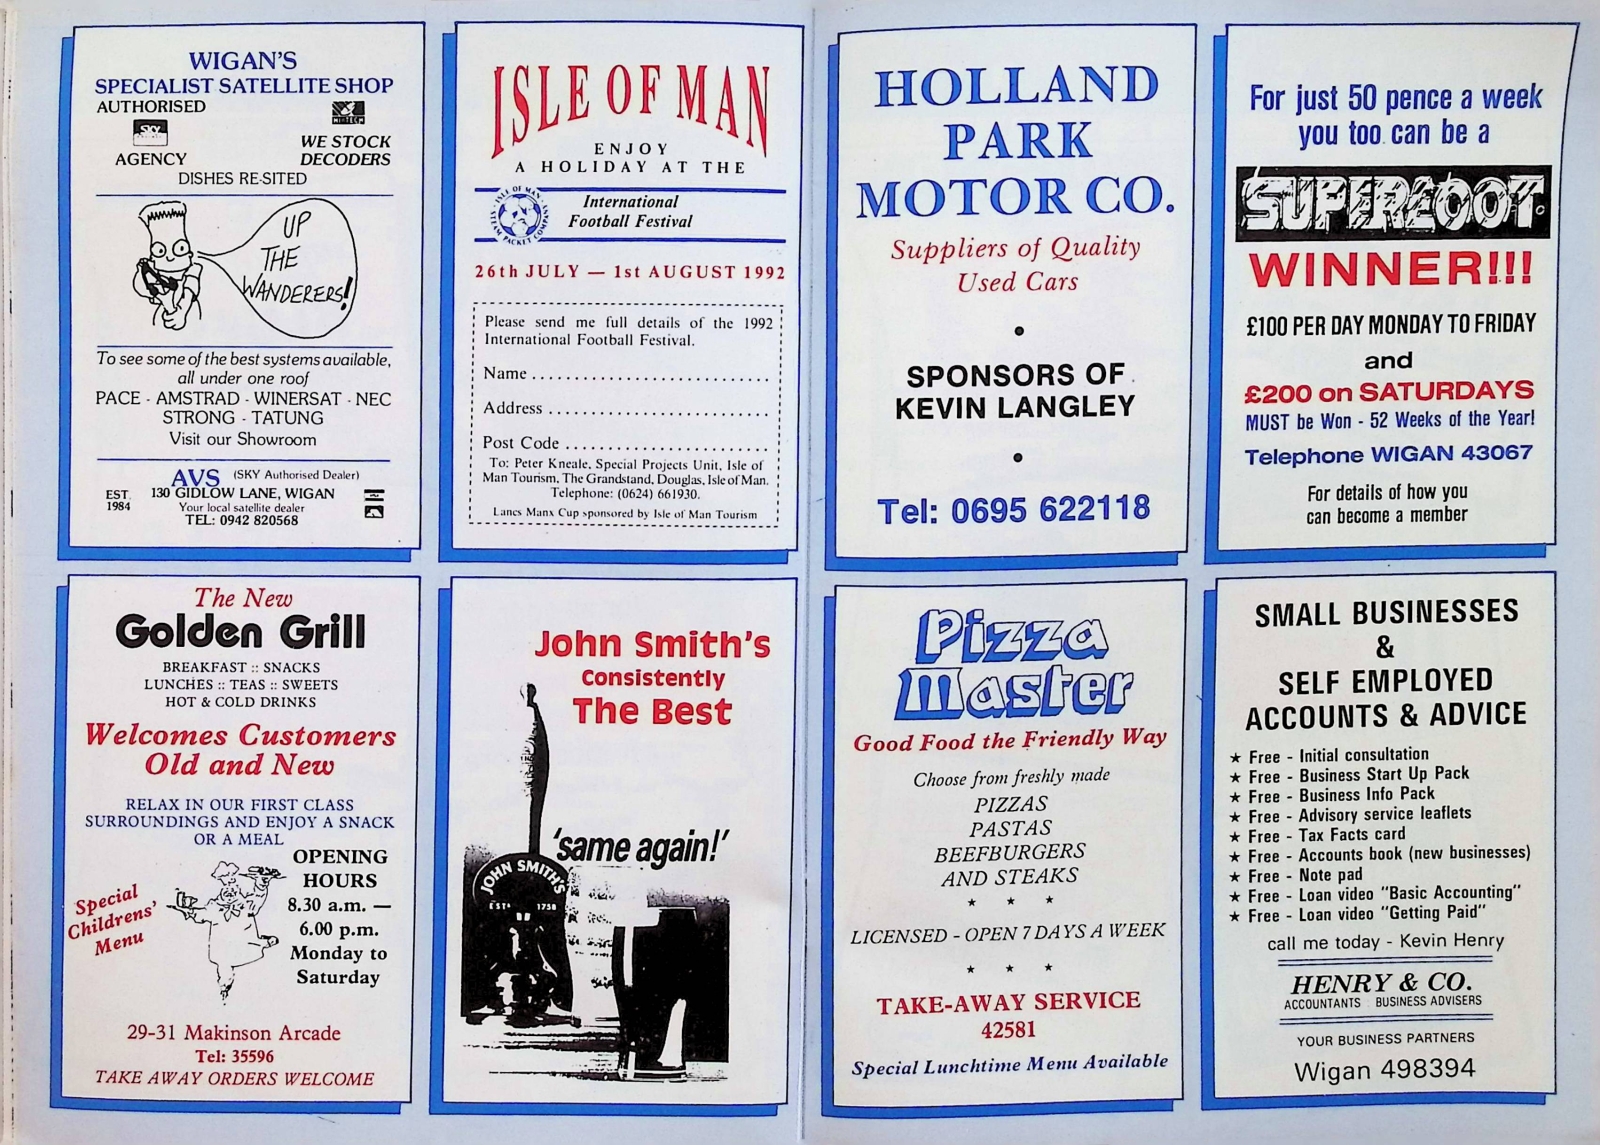 WIGAN'S
SPECIALIST SATELLITE SHOP
AUTHORISED
SKY
AGENCY
WE STOCK
DECODERS
DISHES RE-SITED
UP
THE
WANDERERS!
To see some of the best systems available,
all under one roof
PACE - AMSTRAD - WINERSAT - NEC
STRONG - TATUNG
Visit our Showroom
AVS (SKY Authorised Dealer)
EST. 1984
130 GIDLOW LANE, WIGAN
Your local satellite dealer
TEL: 0942 820568
ISLE OF MAN
ENJOY
A HOLIDAY AT THE
ISLE OF MAN STEAM PACKET COMPANY
International
Football Festival
26th JULY — 1st AUGUST 1992
Please send me full details of the 1992
International Football Festival.
Name
Address
Post Code
To: Peter Kneale, Special Projects Unit, Isle of
Man Tourism, The Grandstand, Douglas, Isle of Man.
Telephone: (0624) 661930.
Lancs Manx Cup sponsored by Isle of Man Tourism
HOLLAND
PARK
MOTOR CO.
Suppliers of Quality
Used Cars
SPONSORS OF
KEVIN LANGLEY
Tel: 0695 622118
For just 50 pence a week
you too can be a
SUPERFOOT
WINNER!!!
£100 PER DAY MONDAY TO FRIDAY
and
£200 on SATURDAYS
MUST be Won - 52 Weeks of the Year!
Telephone WIGAN 43067
For details of how you
can become a member
The New
Golden Grill
BREAKFAST :: SNACKS
LUNCHES :: TEAS :: SWEETS
HOT & COLD DRINKS
Welcomes Customers
Old and New
RELAX IN OUR FIRST CLASS
SURROUNDINGS AND ENJOY A SNACK
OR A MEAL
Special
Childrens'
Menu
OPENING
HOURS
8.30 a.m. —
6.00 p.m.
Monday to
Saturday
29-31 Makinson Arcade
Tel: 35596
TAKE AWAY ORDERS WELCOME
John Smith's
Consistently
The Best
'same again!'
JOHN SMITH'S
ESTD 1758
Pizza
Master
Good Food the Friendly Way
Choose from freshly made
PIZZAS
PASTAS
BEEFBURGERS
AND STEAKS
★ ★ ★
LICENSED - OPEN 7 DAYS A WEEK
★ ★ ★
TAKE-AWAY SERVICE
42581
Special Lunchtime Menu Available
SMALL BUSINESSES
&
SELF EMPLOYED
ACCOUNTS & ADVICE
★ Free - Initial consultation
★ Free - Business Start Up Pack
★ Free - Business Info Pack
★ Free - Advisory service leaflets
★ Free - Tax Facts card
★ Free - Accounts book (new businesses)
★ Free - Note pad
★ Free - Loan video "Basic Accounting"
★ Free - Loan video "Getting Paid"
call me today - Kevin Henry
HENRY & CO.
ACCOUNTANTS BUSINESS ADVISERS
YOUR BUSINESS PARTNERS
Wigan 498394